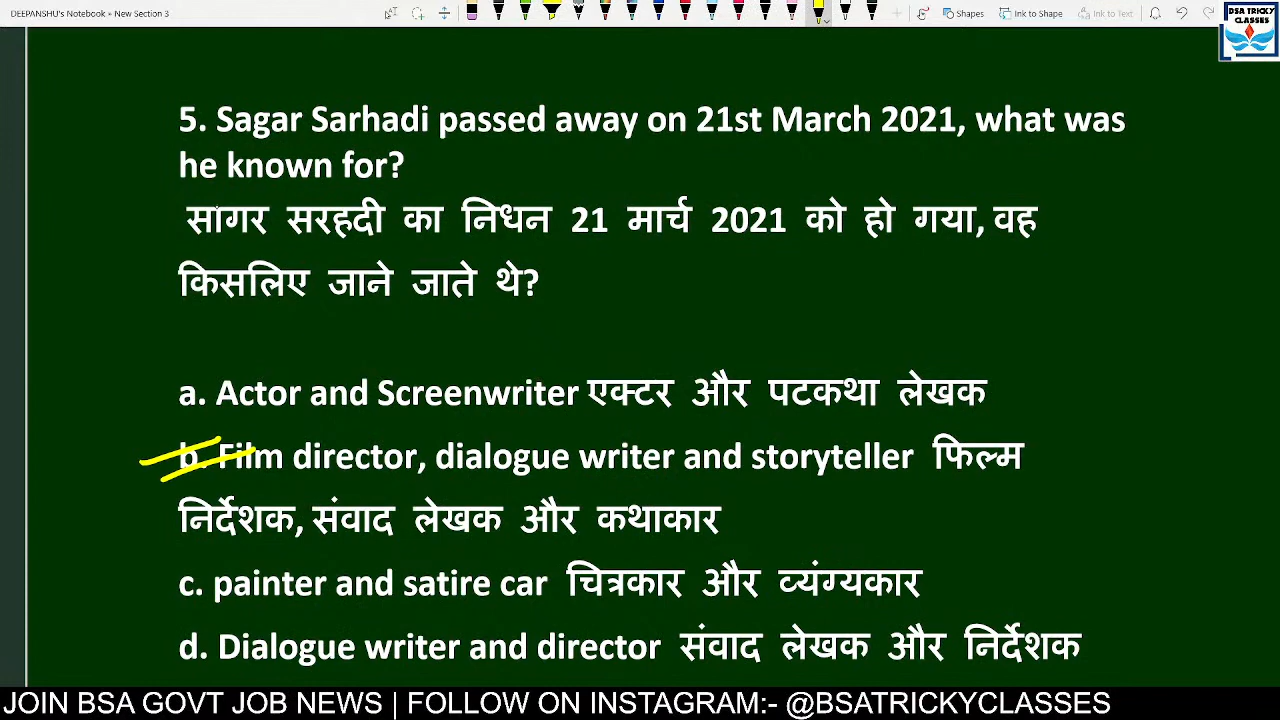 DEEPANSHU's Notebook » New Section 3
Shapes
Ink to Shape
Ink to Text
BSA TRICKY
CLASSES
5. Sagar Sarhadi passed away on 21st March 2021, what was
he known for?
सागर सरहदी का निधन 21 मार्च 2021 को हो गया, वह
किसलिए जाने जाते थे?
a. Actor and Screenwriter एक्टर और पटकथा लेखक
b. Film director, dialogue writer and storyteller फिल्म
निर्देशक, संवाद लेखक और कथाकार
c. painter and satire car चित्रकार और व्यंग्यकार
d. Dialogue writer and director संवाद लेखक और निर्देशक
JOIN BSA GOVT JOB NEWS | FOLLOW ON INSTAGRAM:- @BSATRICKYCLASSES